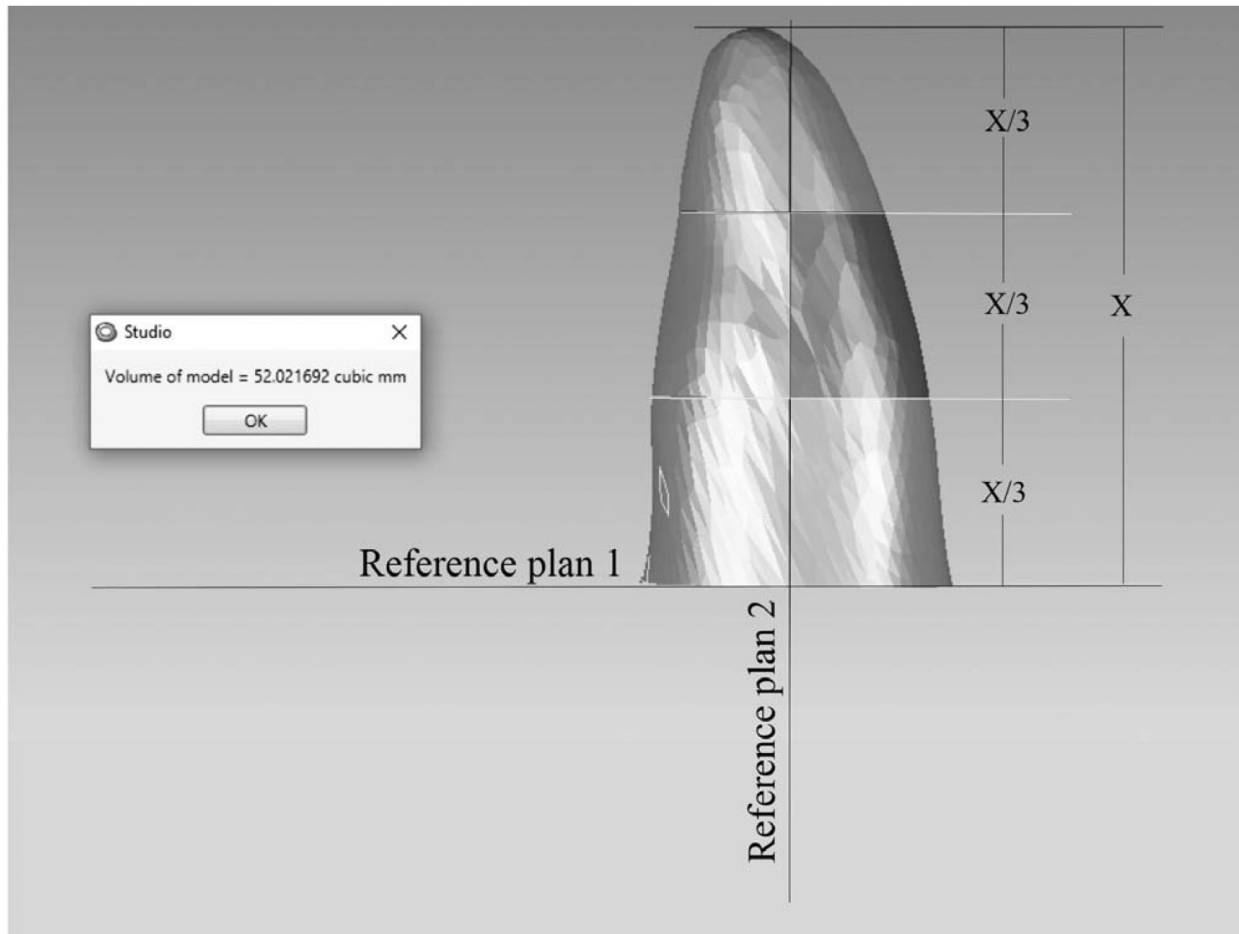 X/3
X/3
X
Studio
Volume of model = 52.021692 cubic mm
OK
X/3
Reference plan 1
Reference plan 2